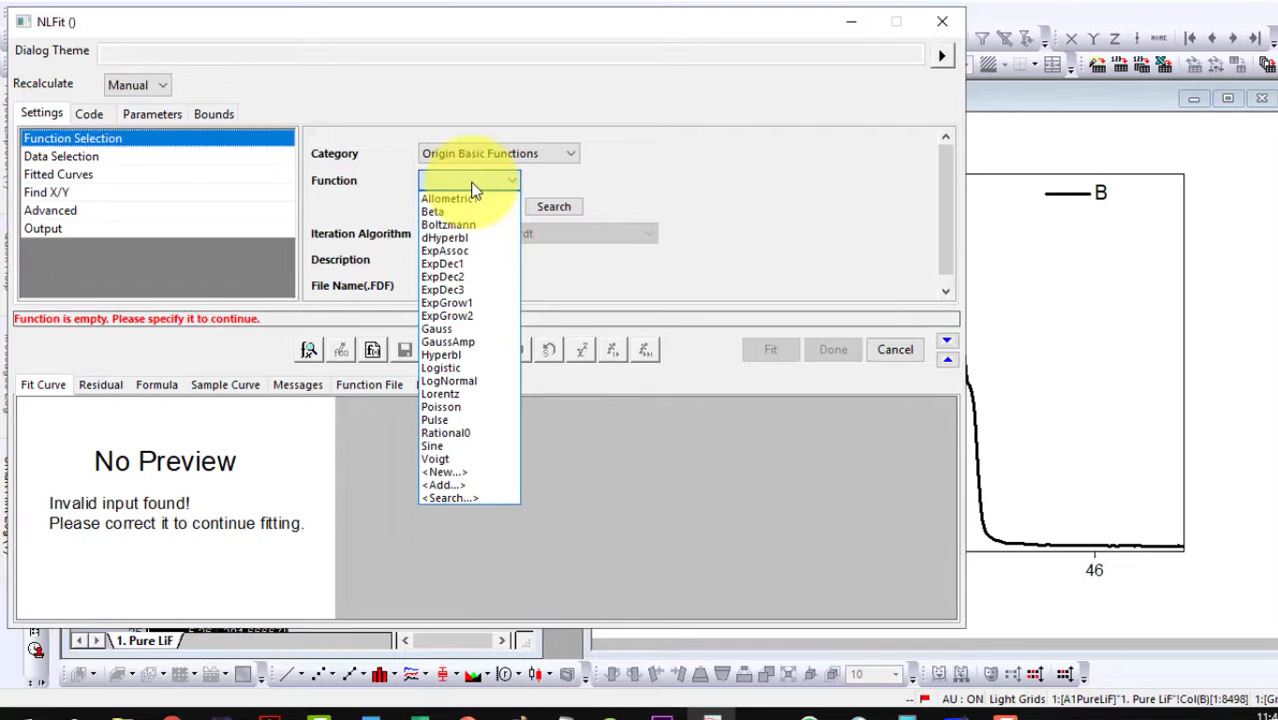 NLFit ()
Dialog Theme
Recalculate
Manual
Settings
Code
Parameters
Bounds
Function Selection
Data Selection
Fitted Curves
Find X/Y
Advanced
Output
Category
Origin Basic Functions
Function
Search
Iteration Algorithm
Description
File Name(.FDF)
Allometric1
Beta
Boltzmann
dHyperbl
ExpAssoc
ExpDec1
ExpDec2
ExpDec3
ExpGrow1
ExpGrow2
Gauss
GaussAmp
Hyperbl
Logistic
LogNormal
Lorentz
Poisson
Pulse
Rational0
Sine
Voigt
<New...>
<Add...>
<Search...>
Function is empty. Please specify it to continue.
Fit
Done
Cancel
Fit Curve
Residual
Formula
Sample Curve
Messages
Function File
No Preview
Invalid input found!
Please correct it to continue fitting.
X Y Z
B
46
1. Pure LiF
10
-- AU : ON Light Grids 1:[A1PureLiF]"1. Pure LiF"!Col(B)[1:8498]